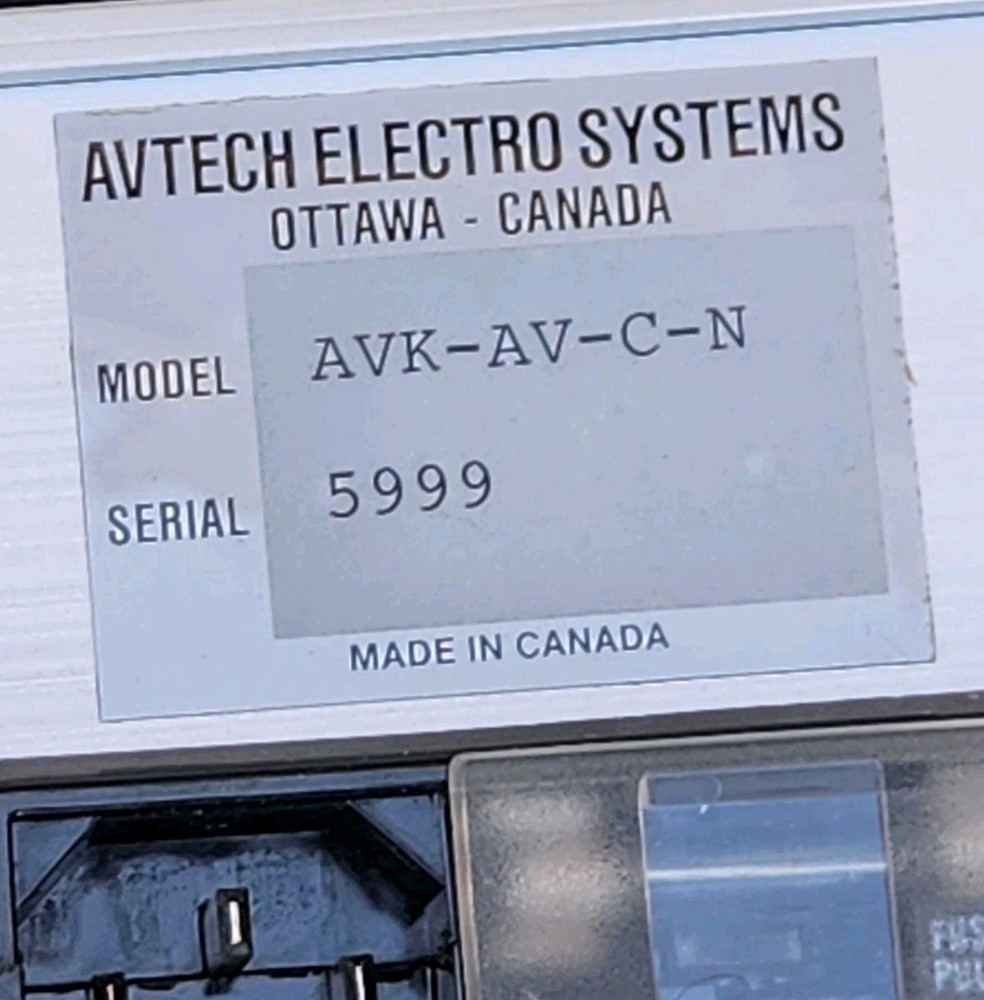 AVTECH ELECTRO SYSTEMS
OTTAWA - CANADA
MODEL AVK-AV-C-N
SERIAL 5999
MADE IN CANADA